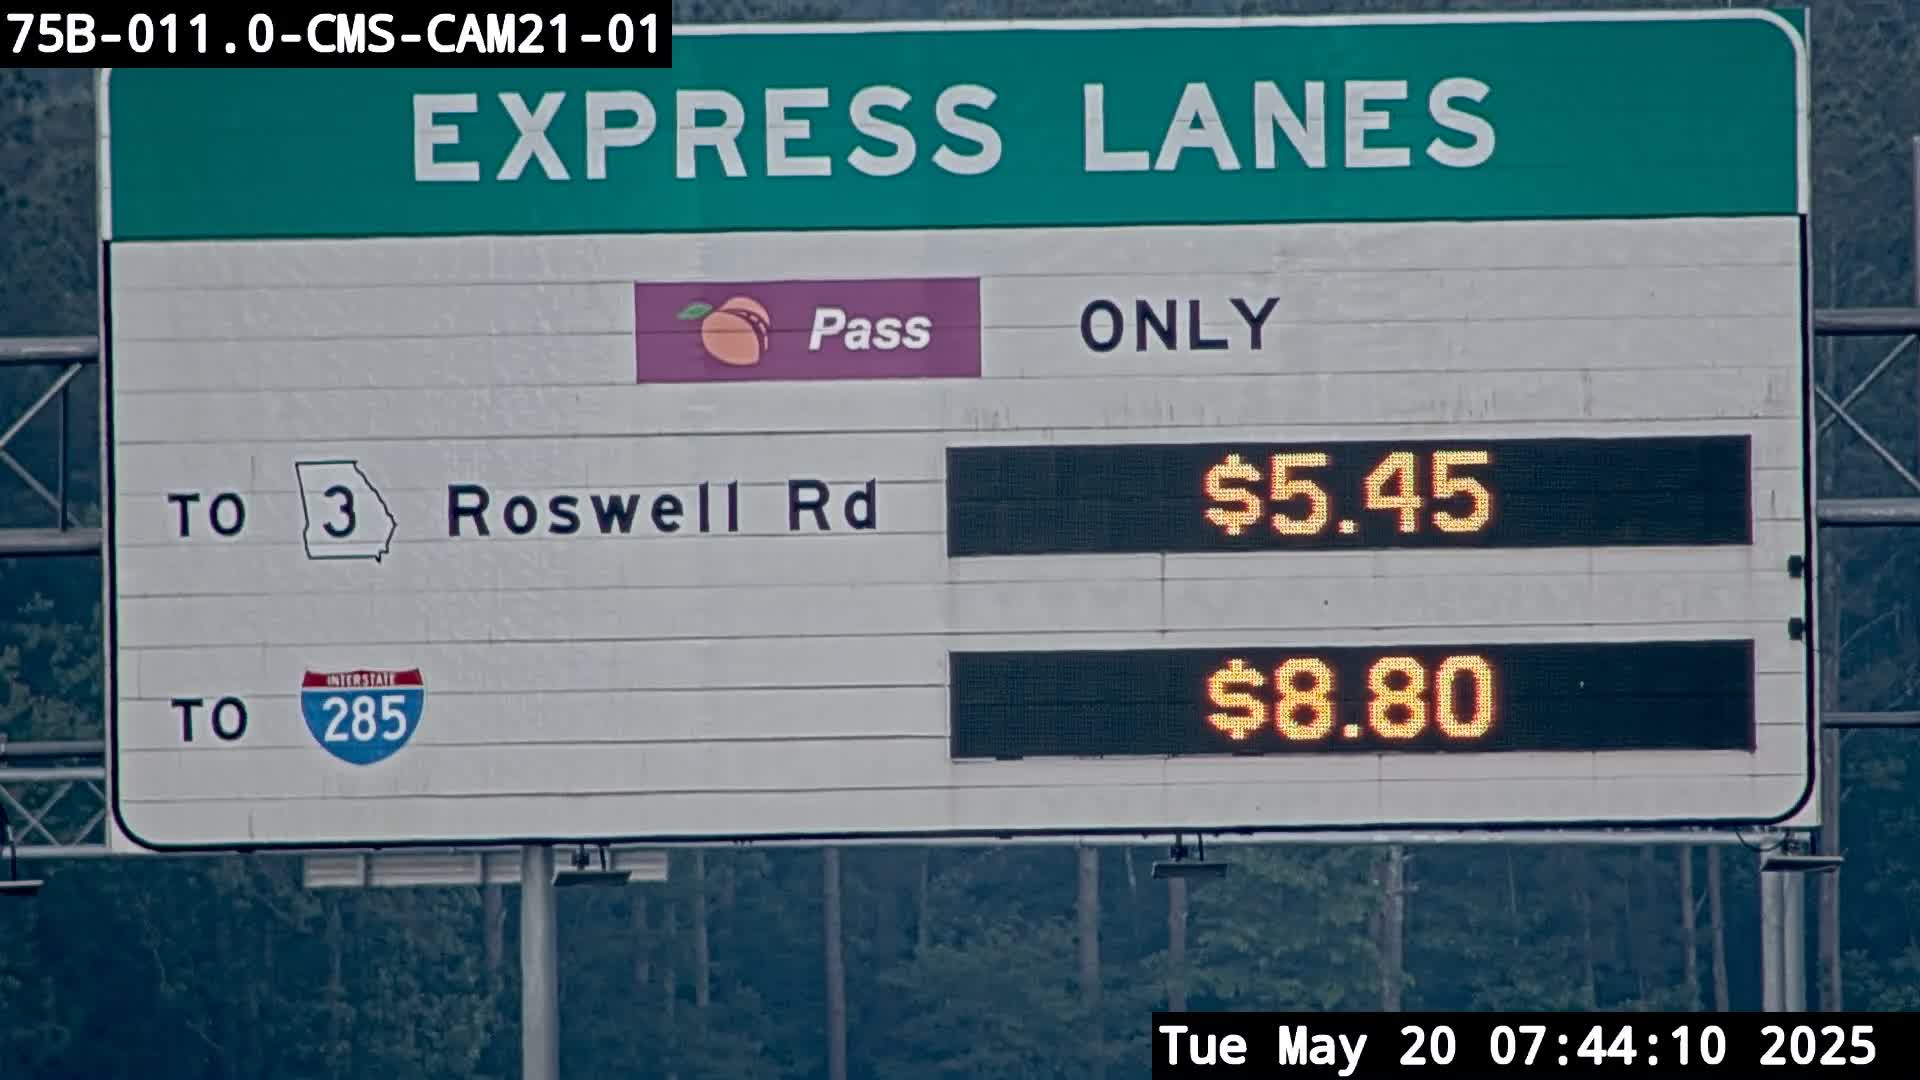 75B-011.0-CMS-CAM21-01
EXPRESS LANES
Pass ONLY
TO 3 Roswell Rd $5.45
TO INTERSTATE 285 $8.80
Tue May 20 07:44:10 2025